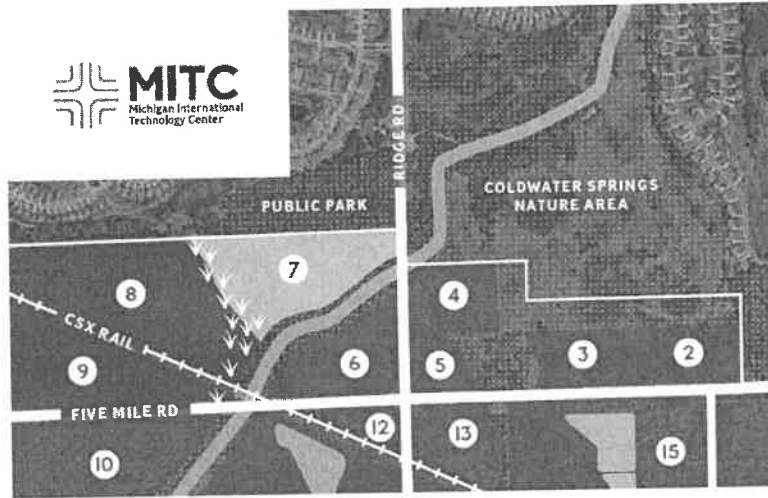 MITC
Michigan International
Technology Center
RIDGE RD
PUBLIC PARK
COLDWATER SPRINGS
NATURE AREA
7
8
4
CSX RAIL
9
6
5
3
2
FIVE MILE RD
10
12
13
15